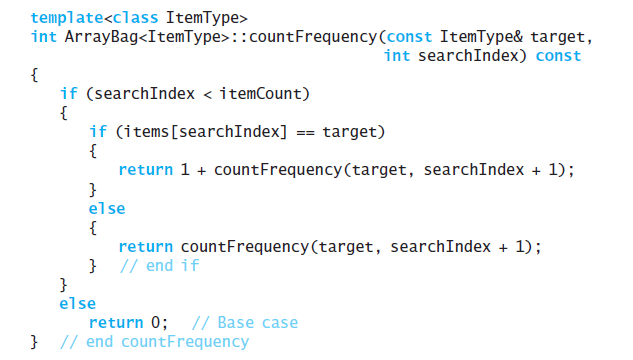 template<class ItemType>
int ArrayBag<ItemType>::countFrequency(const ItemType& target,
                                       int searchIndex) const
{
   if (searchIndex < itemCount)
   {
      if (items[searchIndex] == target)
      {
         return 1 + countFrequency(target, searchIndex + 1);
      }
      else
      {
         return countFrequency(target, searchIndex + 1);
      }  // end if
   }
   else
      return 0;  // Base case
}  // end countFrequency